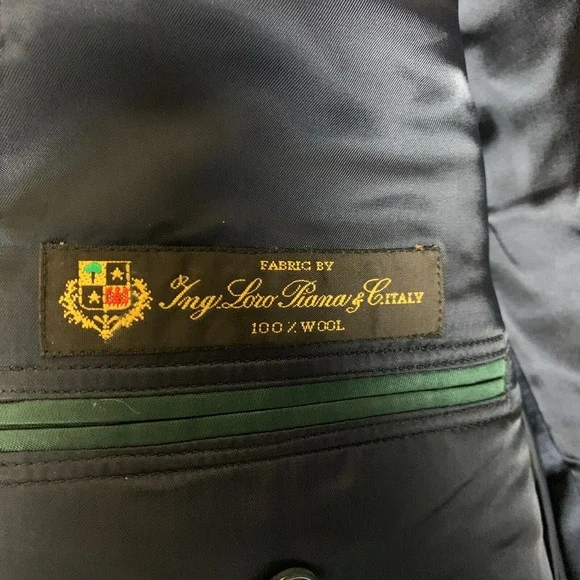 FABRIC BY
Ing. Loro Piana & C. ITALY
100% WOOL